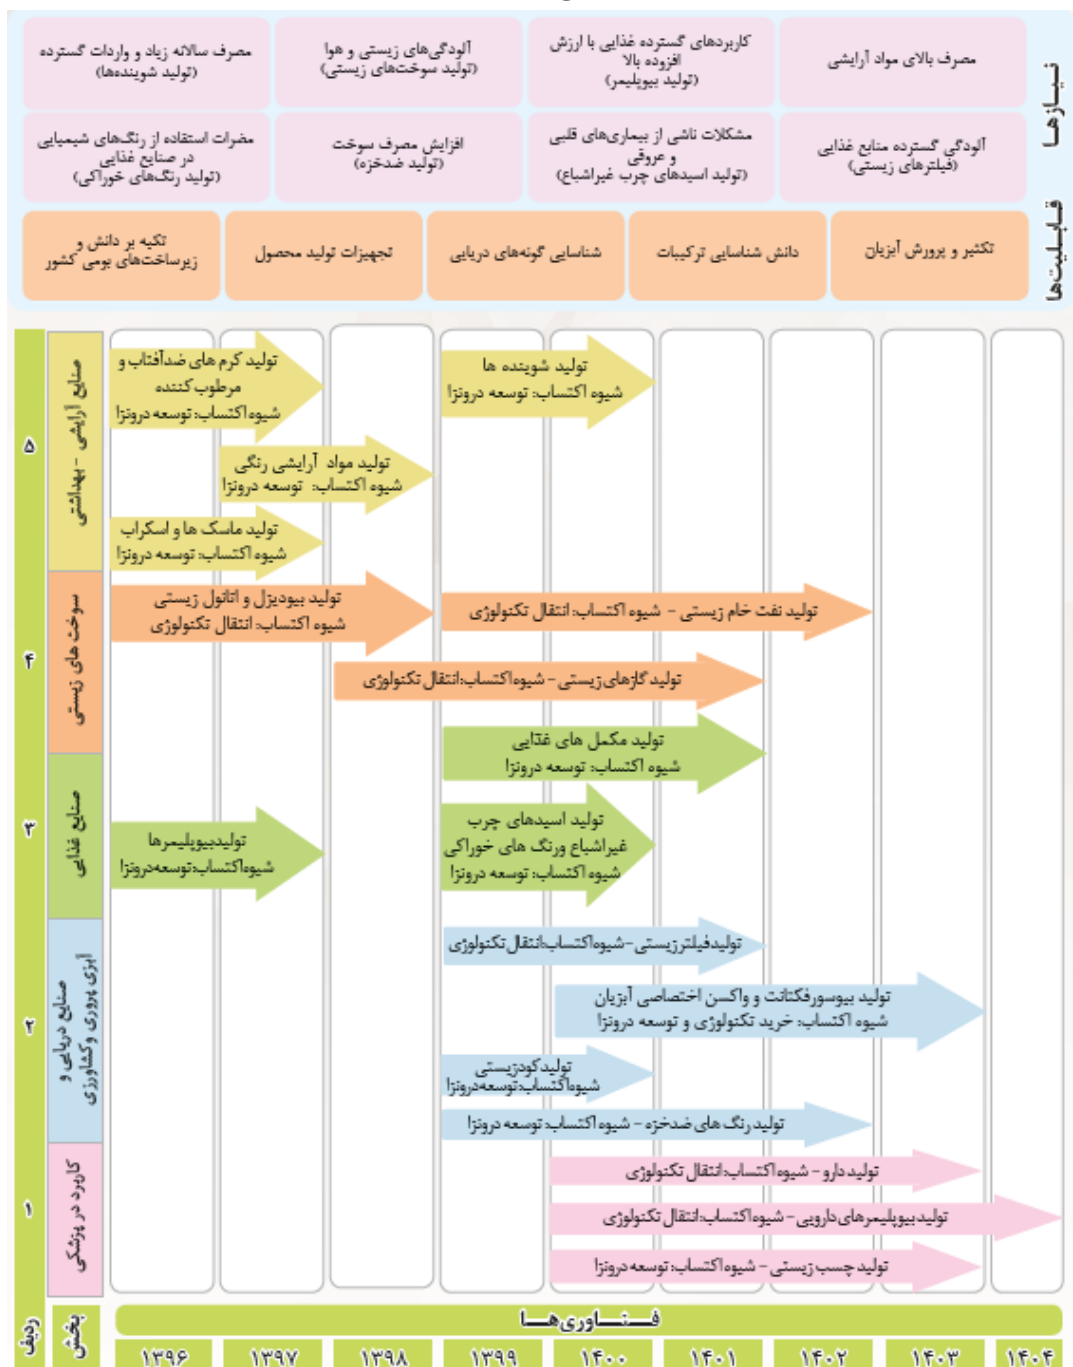 نیازها
مصرف بالای مواد آرایشی
کاربردهای گسترده غذایی با ارزش
افزوده بالا
(تولید بیوپلیمر)
آلودگی‌های زیستی و هوا
(تولید سوخت‌های زیستی)
مصرف سالانه زیاد و واردات گسترده
(تولید شوینده‌ها)
آلودگی گسترده منابع غذایی
(فیلترهای زیستی)
مشکلات ناشی از بیماری‌های قلبی
و عروقی
(تولید اسیدهای چرب غیراشباع)
افزایش مصرف سوخت
(تولید ضدخزه)
مضرات استفاده از رنگ‌های شیمیایی
در صنایع غذایی
(تولید رنگ‌های خوراکی)
قابلیت‌ها
تکثیر و پرورش آبزیان
دانش شناسایی ترکیبات
شناسایی گونه‌های دریایی
تجهیزات تولید محصول
تکیه بر دانش و
زیرساخت‌های بومی کشور
۵
صنایع آرایشی - بهداشتی
تولید کرم های ضدآفتاب و
مرطوب کننده
شیوه اکتساب: توسعه درونزا
تولید شوینده ها
شیوه اکتساب: توسعه درونزا
تولید مواد آرایشی رنگی
شیوه اکتساب: توسعه درونزا
تولید ماسک ها و اسکراب
شیوه اکتساب: توسعه درونزا
۴
سوخت های زیستی
تولید بیودیزل و اتانول زیستی
شیوه اکتساب: انتقال تکنولوژی
تولید نفت خام زیستی - شیوه اکتساب: انتقال تکنولوژی
تولید گازهای زیستی - شیوه اکتساب:انتقال تکنولوژی
۳
صنایع غذایی
تولید مکمل های غذایی
شیوه اکتساب: توسعه درونزا
تولید اسیدهای چرب
غیراشباع ورنگ های خوراکی
شیوه اکتساب: توسعه درونزا
تولیدبیوپلیمرها
شیوه اکتساب:توسعه‌درونزا
۲
صنایع دریایی و
آبزی پروری وکشاورزی
تولیدفیلترزیستی-شیوه اکتساب:انتقال تکنولوژی
تولید بیوسورفکتانت و واکسن اختصاصی آبزیان
شیوه اکتساب: خرید تکنولوژی و توسعه درونزا
تولیدکودزیستی
شیوه اکتساب:توسعه‌درونزا
تولید رنگ های ضدخزه - شیوه اکتساب: توسعه درونزا
۱
کاربرد در پزشکی
تولید دارو - شیوه اکتساب:انتقال تکنولوژی
تولیدبیوپلیمرهای دارویی-شیوه اکتساب:انتقال تکنولوژی
تولید چسب زیستی - شیوه اکتساب: توسعه درونزا
ردیف
بخش
فناوری‌ها
۱۳۹۶ ۱۳۹۷ ۱۳۹۸ ۱۳۹۹ ۱۴۰۰ ۱۴۰۱ ۱۴۰۲ ۱۴۰۳ ۱۴۰۴